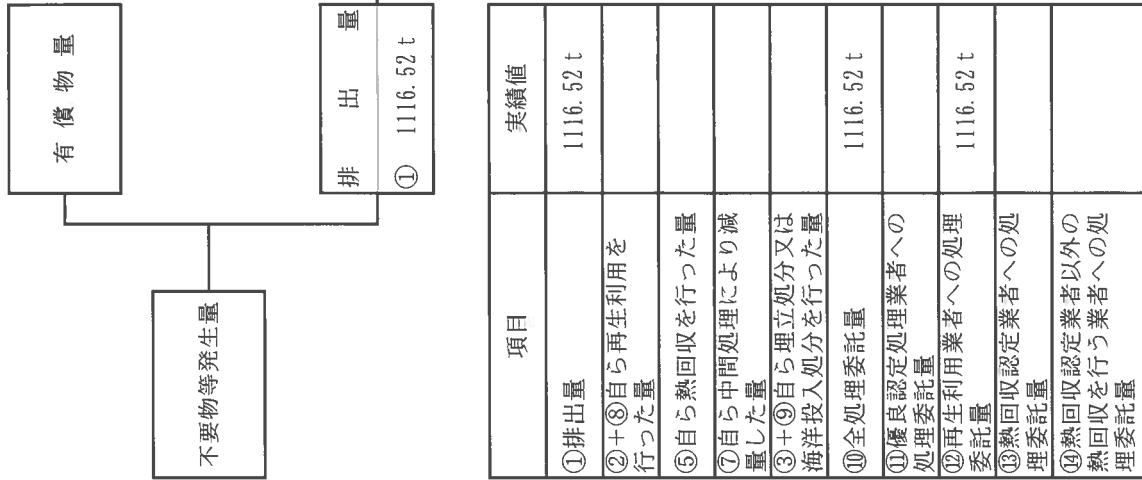 有償物量
不要物等発生量
排出量
① 1116.52 t
項目
実績値
①排出量
1116.52 t
②+⑧自ら再生利用を
行った量
⑤自ら熱回収を行った量
⑦自ら中間処理により減
量した量
③+⑨自ら埋立処分又は
海洋投入処分を行った量
⑩全処理委託量
1116.52 t
⑪優良認定処理業者への
処理委託量
⑫再生利用業者への処理
委託量
1116.52 t
⑬熱回収認定業者への処
理委託量
⑭熱回収認定業者以外の
熱回収を行う業者への処
理委託量